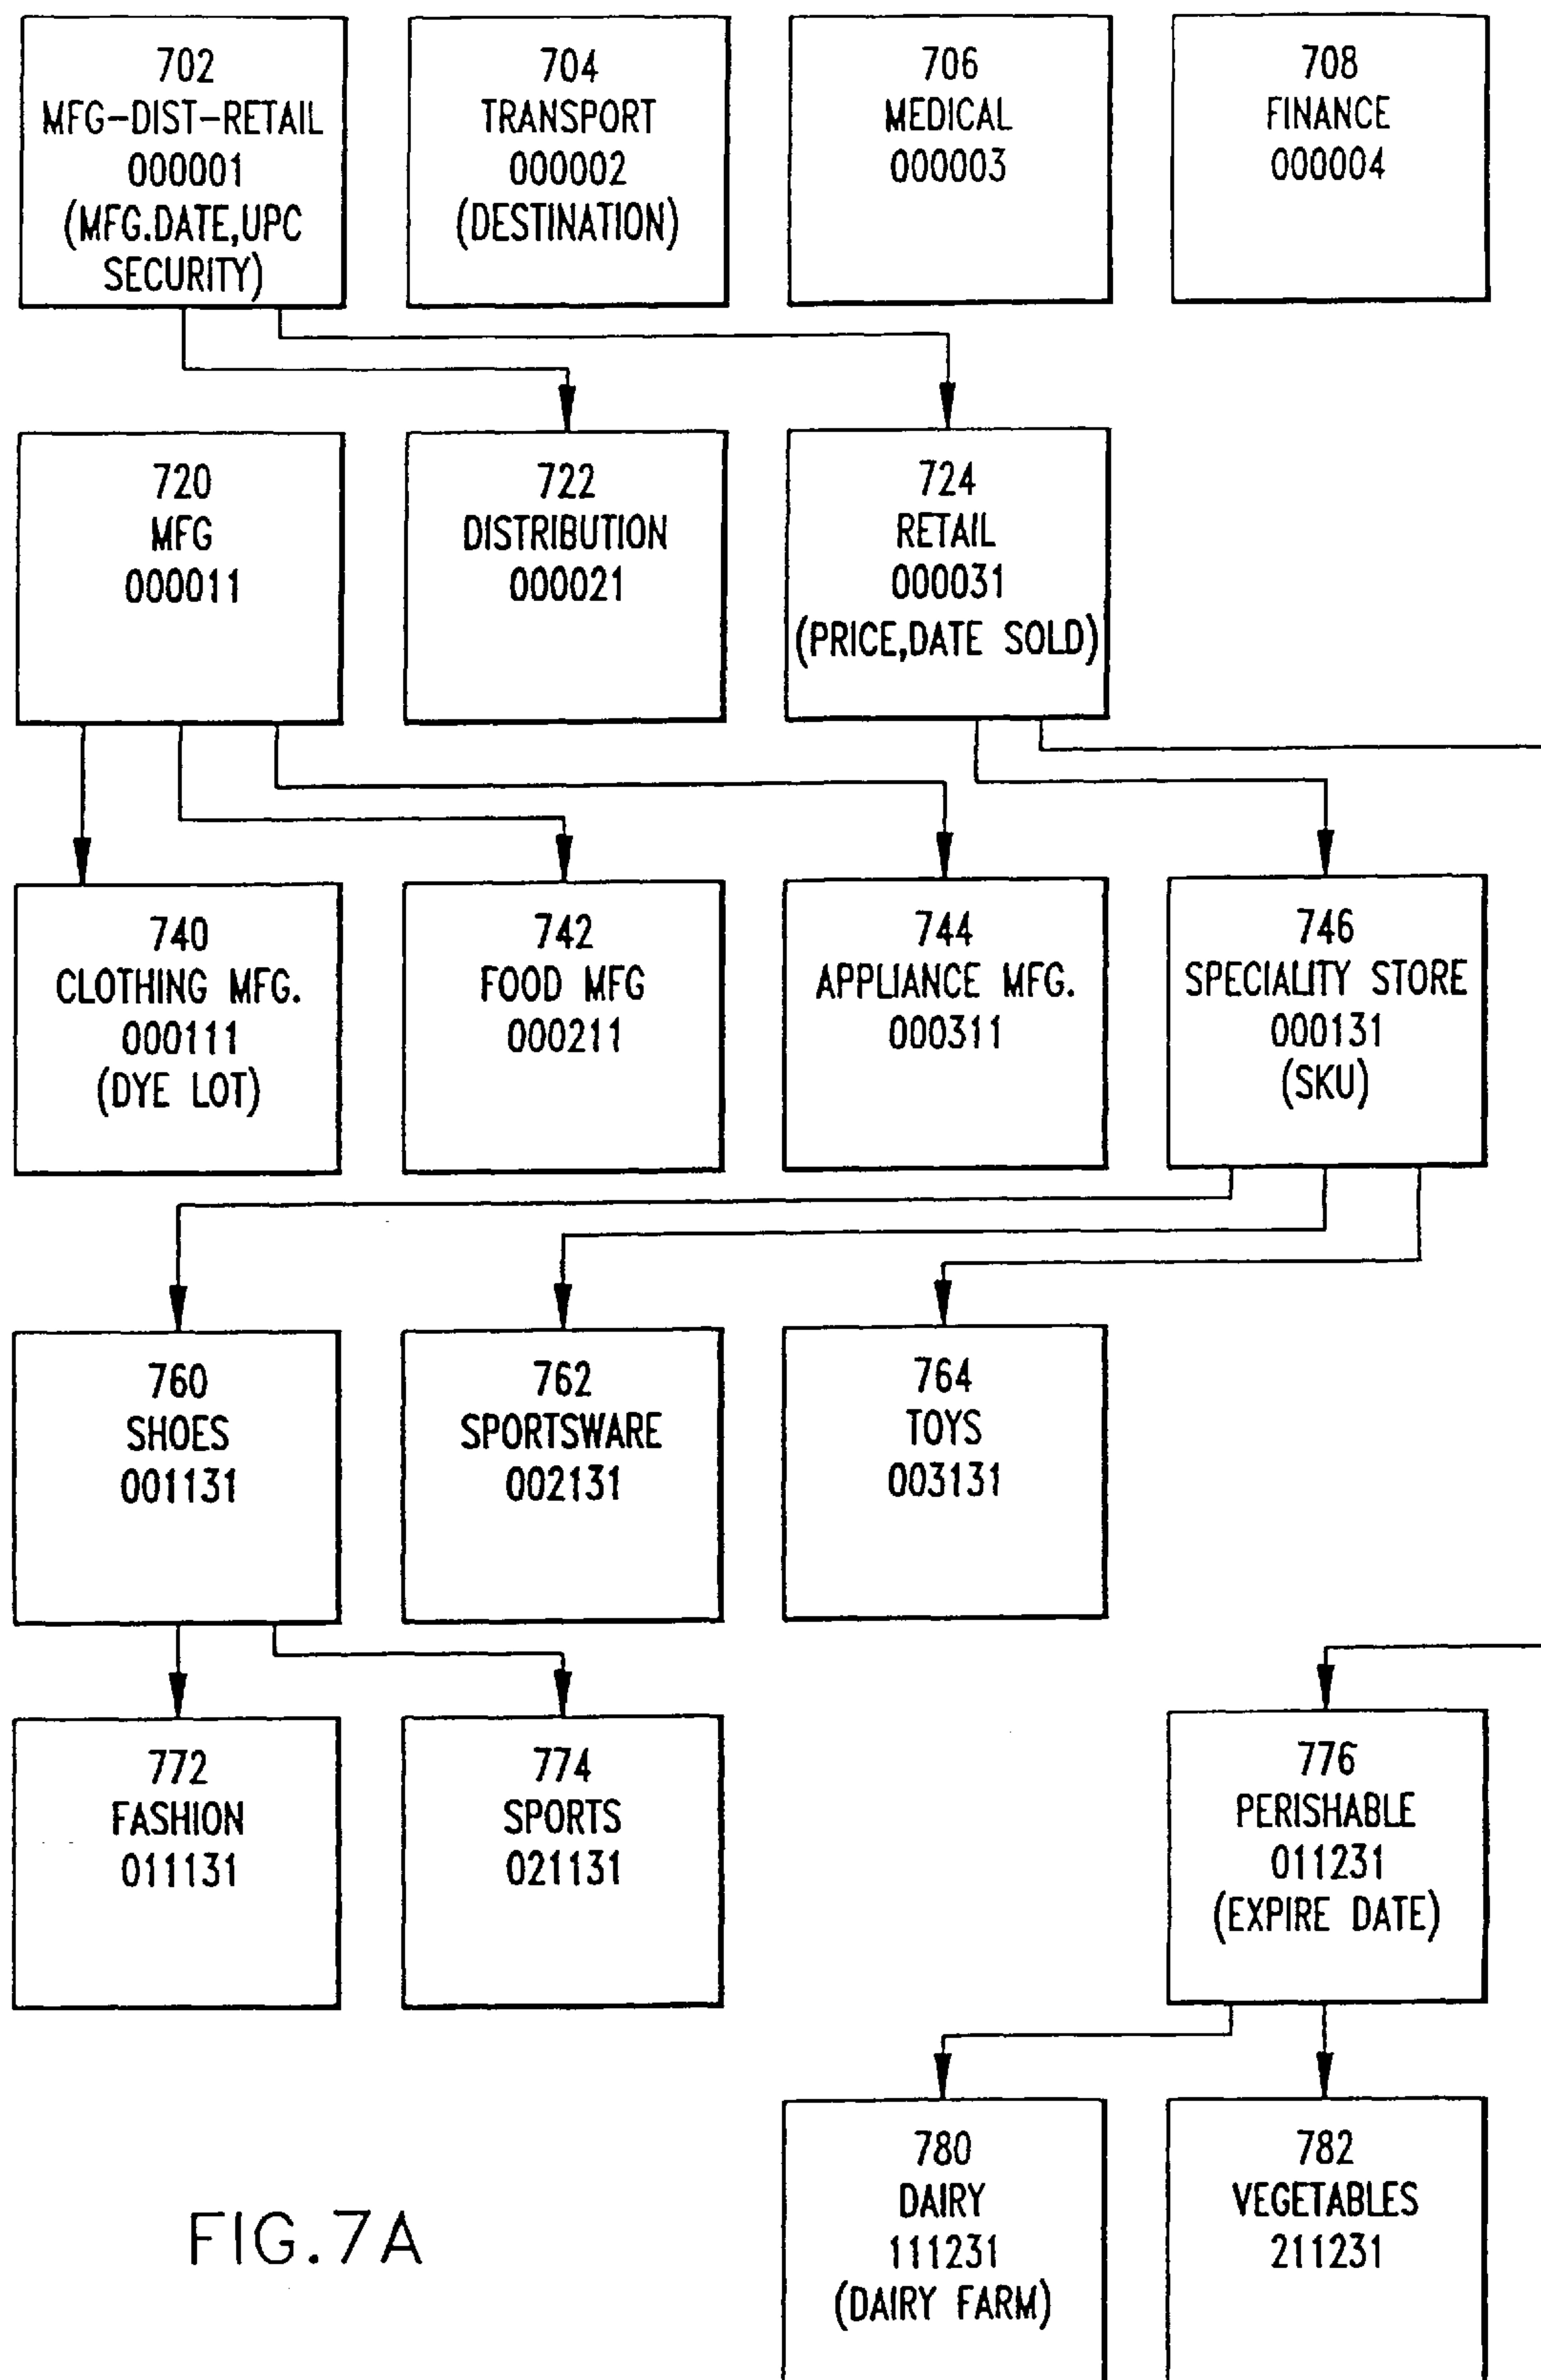 702
MFG-DIST-RETAIL
000001
(MFG.DATE,UPC
SECURITY)
704
TRANSPORT
000002
(DESTINATION)
706
MEDICAL
000003
708
FINANCE
000004
720
MFG
000011
722
DISTRIBUTION
000021
724
RETAIL
000031
(PRICE,DATE SOLD)
740
CLOTHING MFG.
000111
(DYE LOT)
742
FOOD MFG
000211
744
APPLIANCE MFG.
000311
746
SPECIALITY STORE
000131
(SKU)
760
SHOES
001131
762
SPORTSWARE
002131
764
TOYS
003131
772
FASHION
011131
774
SPORTS
021131
776
PERISHABLE
011231
(EXPIRE DATE)
780
DAIRY
111231
(DAIRY FARM)
782
VEGETABLES
211231
FIG.7A